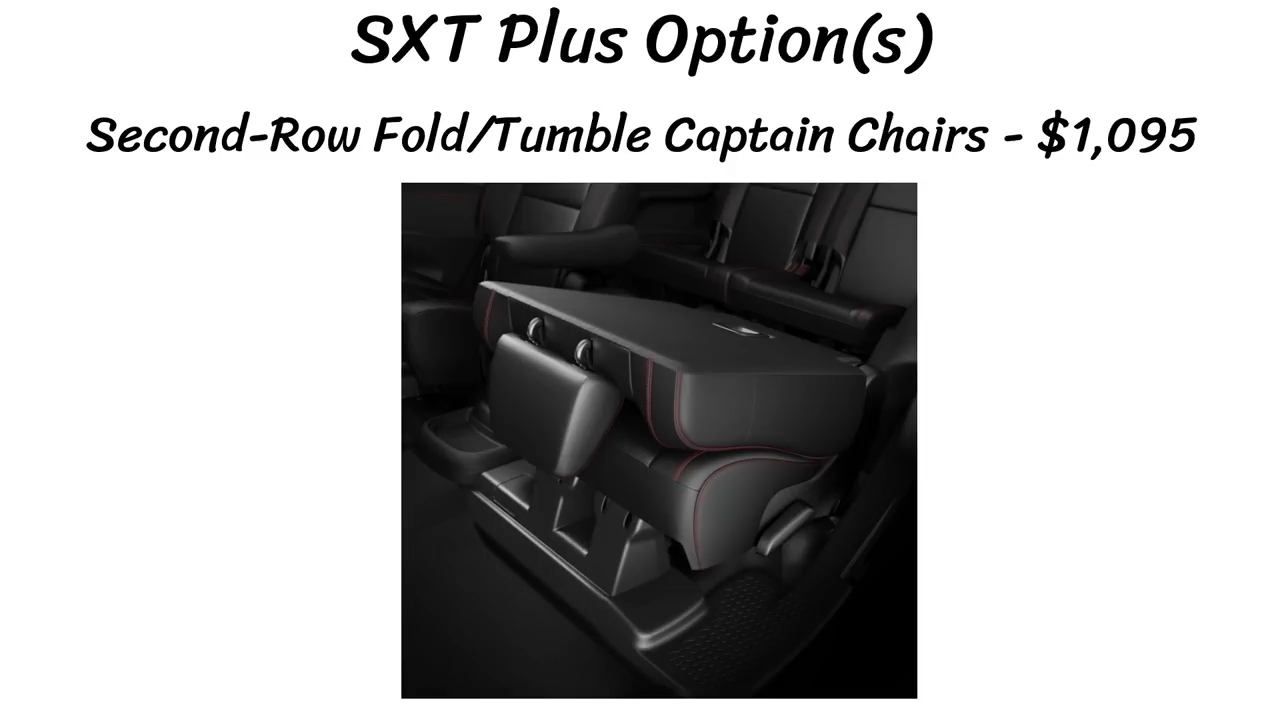 SXT Plus Option(s)
Second-Row Fold/Tumble Captain Chairs - $1,095